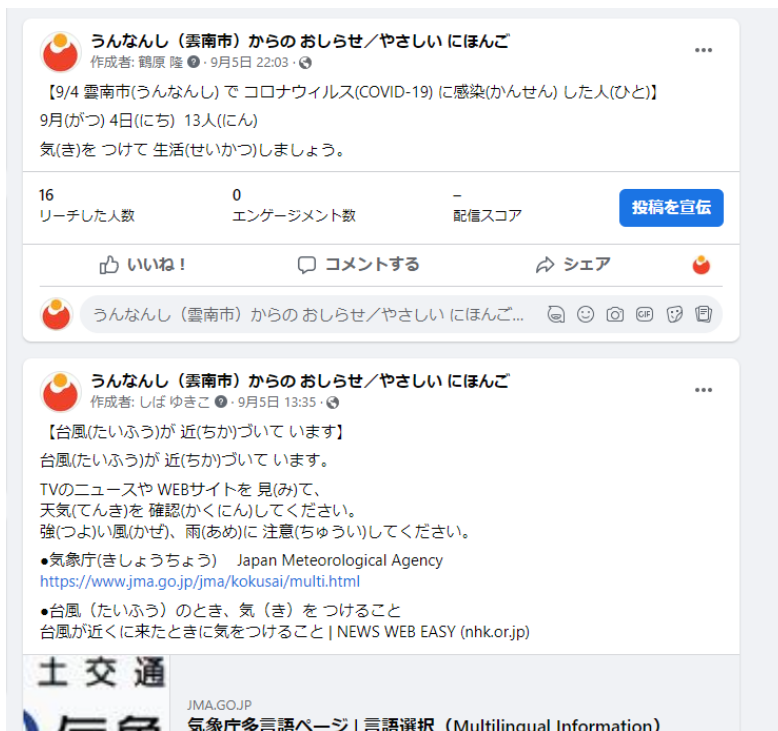 うんなんし（雲南市）からの おしらせ／やさしい にほんご
作成者: 鶴原 隆 · 9月5日 22:03 ·
【9/4 雲南市(うんなんし) で コロナウィルス(COVID-19) に感染(かんせん) した人(ひと)】
9月(がつ) 4日((にち) 13人((にん)
気(き)を つけて 生活(せいかつ)しましょう。
16
リーチした人数
0
エンゲージメント数
–
配信スコア
投稿を宣伝
いいね！
コメントする
シェア
うんなんし（雲南市）からの おしらせ／やさしい にほんご...
GIF
うんなんし（雲南市）からの おしらせ／やさしい にほんご
作成者: しば ゆきこ · 9月5日 13:35 ·
【台風(たいふう)が 近(ちか)づいて います】
台風(たいふう)が 近(ちか)づいて います。
TVのニュースや WEBサイトを 見(み)て、
天気(てんき)を 確認(かくにん)してください。
強(つよ)い風(かぜ)、雨(あめ)に 注意(ちゅうい)してください。
●気象庁(きしょうちょう)　Japan Meteorological Agency
https://www.jma.go.jp/jma/kokusai/multi.html
●台風（たいふう）のとき、気（き）を つけること
台風が近くに来たときに気をつけること | NEWS WEB EASY (nhk.or.jp)
土 交 通
JMA.GO.JP
気象庁多言語ページ | 言語選択（Multilingual Information）